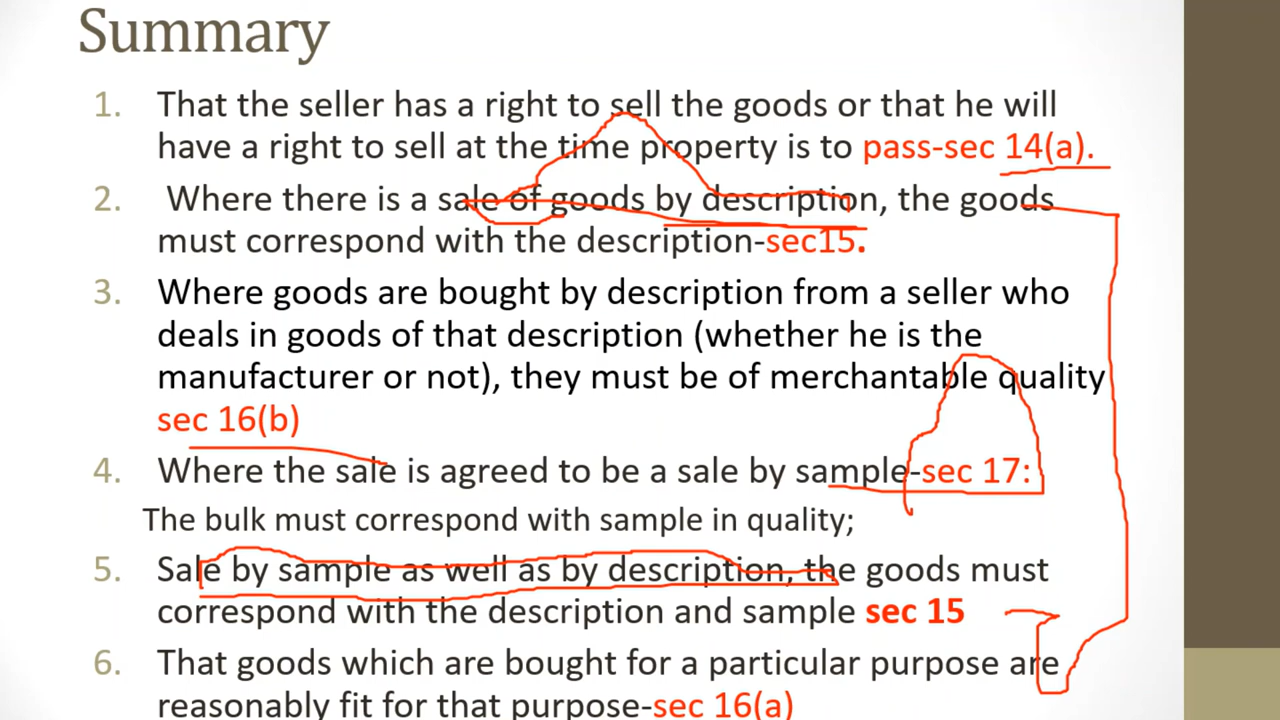 Summary
1. That the seller has a right to sell the goods or that he will
have a right to sell at the time property is to pass-sec 14(a).
2. Where there is a sale of goods by description, the goods
must correspond with the description-sec15.
3. Where goods are bought by description from a seller who
deals in goods of that description (whether he is the
manufacturer or not), they must be of merchantable quality
sec 16(b)
4. Where the sale is agreed to be a sale by sample-sec 17:
The bulk must correspond with sample in quality;
5. Sale by sample as well as by description, the goods must
correspond with the description and sample sec 15
6. That goods which are bought for a particular purpose are
reasonably fit for that purpose-sec 16(a)